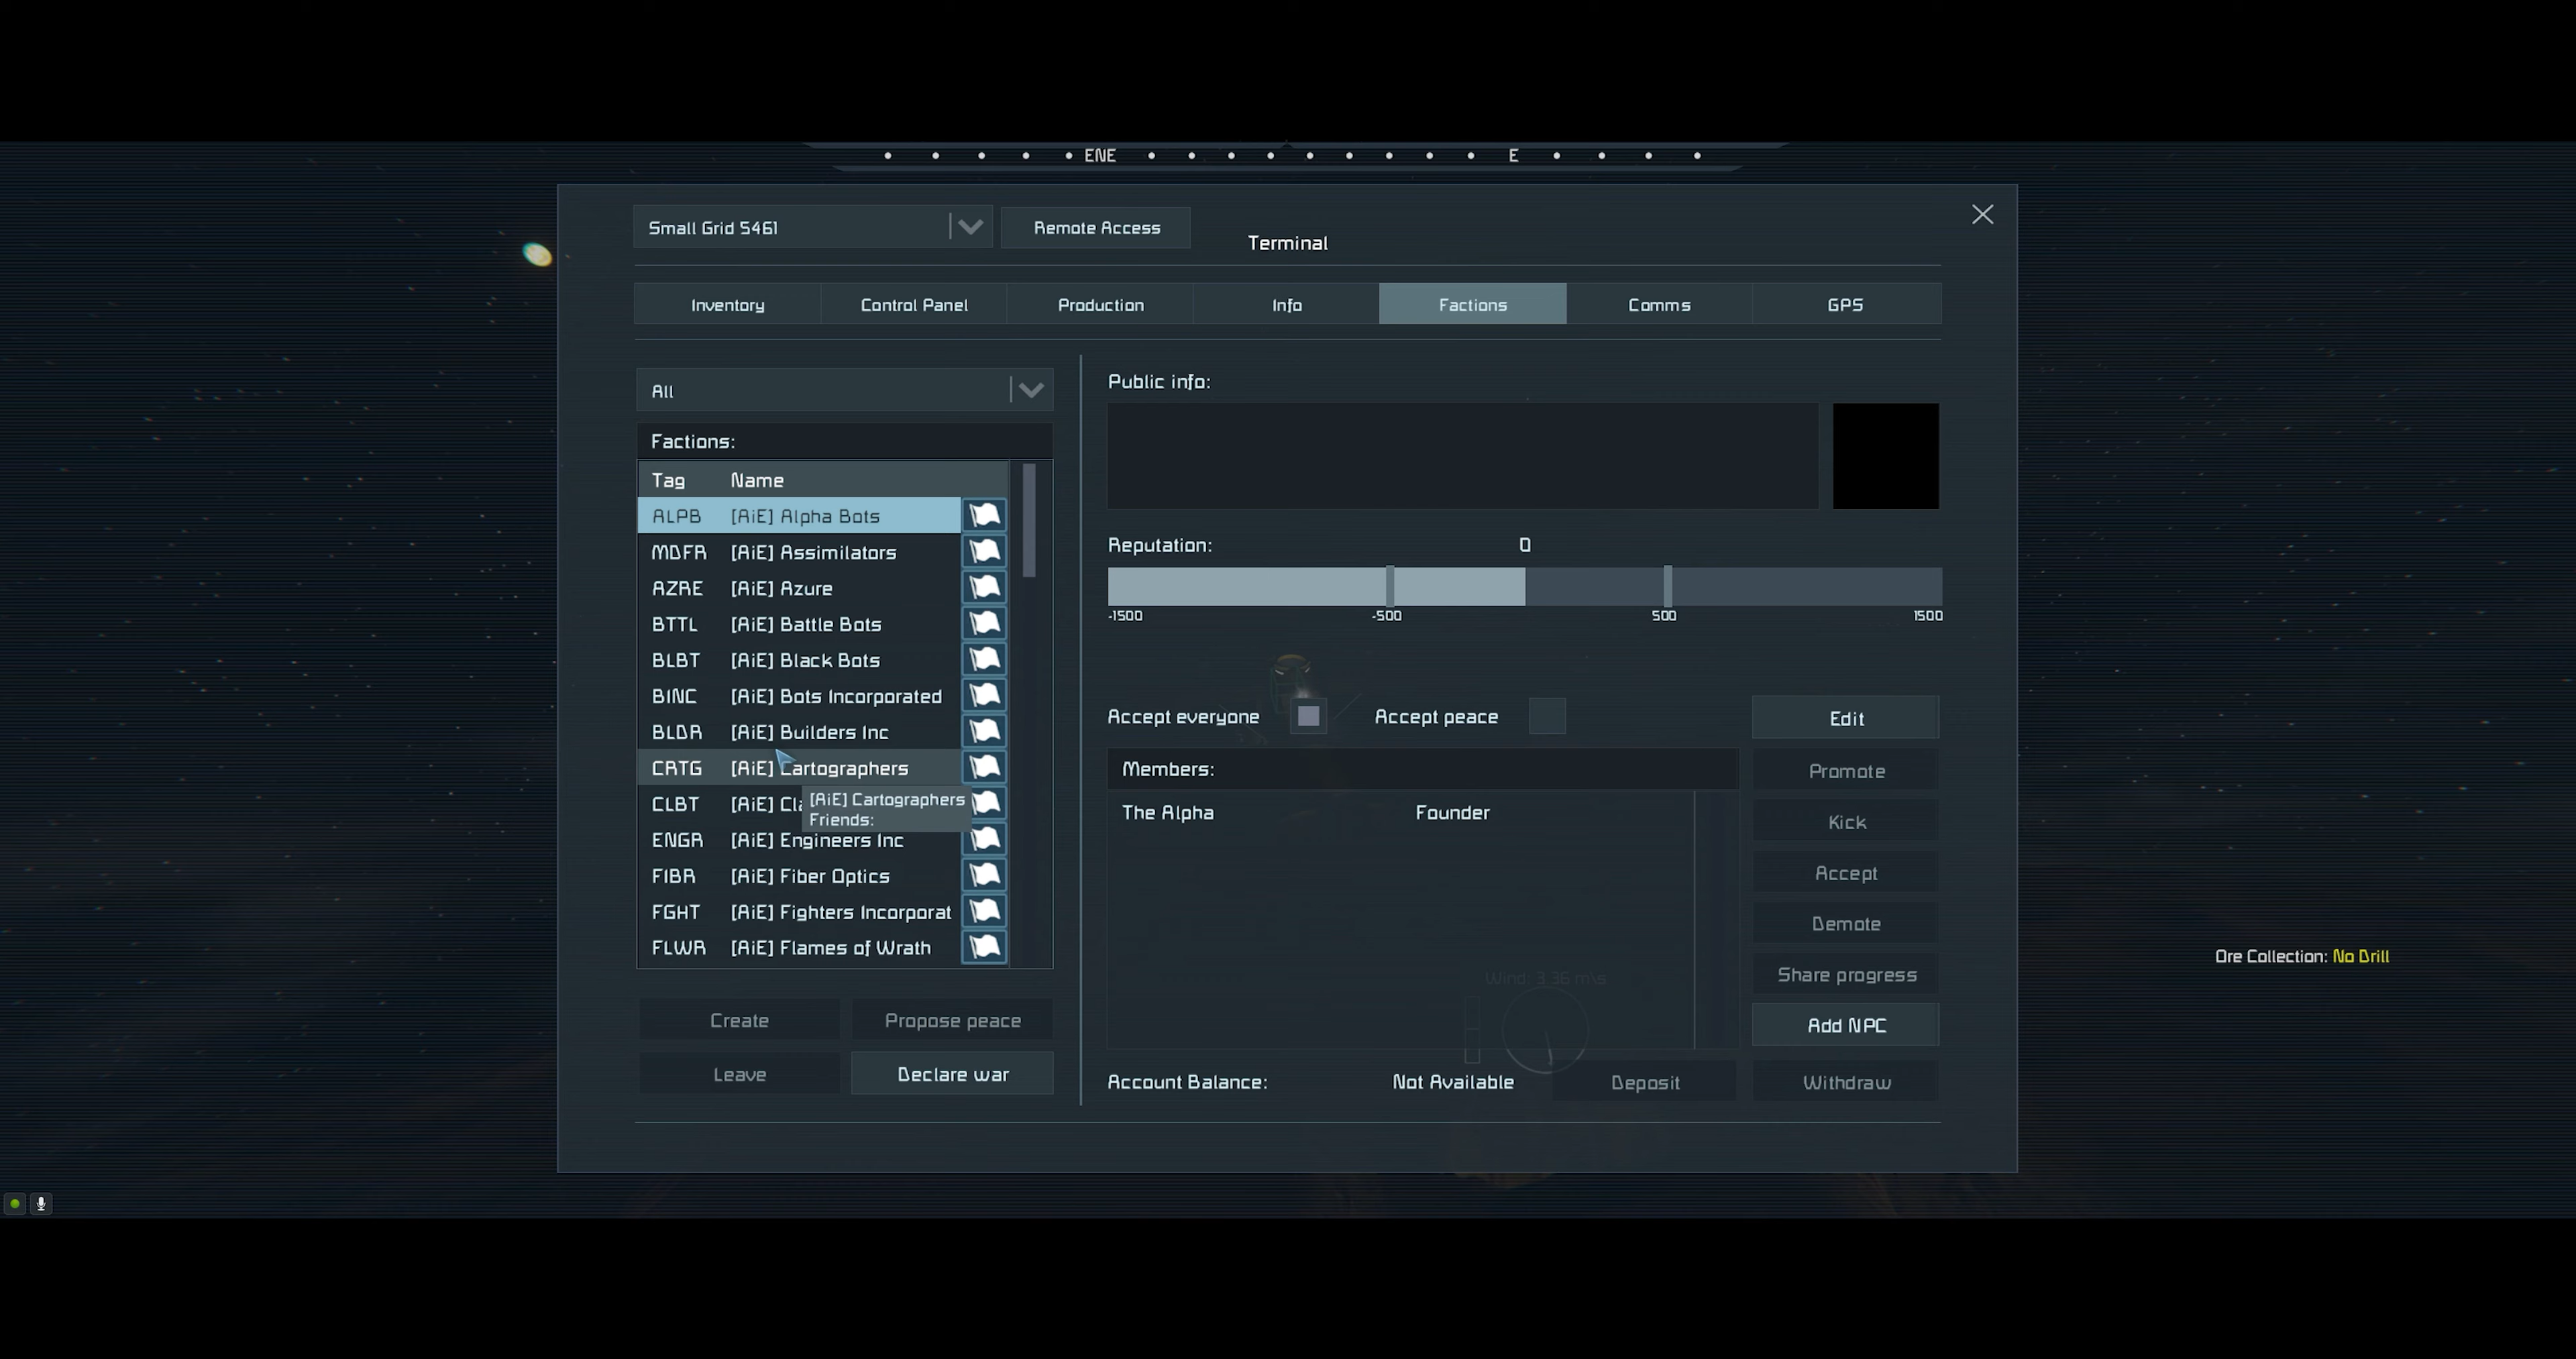 ENE E
Small Grid 5461
Remote Access
Terminal
Inventory Control Panel Production Info Factions Comms GPS
All
Factions:
Tag Name
ALPB [AiE] Alpha Bots
MDFR [AiE] Assimilators
AZRE [AiE] Azure
BTTL [AiE] Battle Bots
BLBT [AiE] Black Bots
BINC [AiE] Bots Incorporated
BLDR [AiE] Builders Inc
CRTG [AiE] Cartographers
CLBT [AiE]
[AiE] Cartographers
Friends:
ENGR [AiE] Engineers Inc
FIBR [AiE] Fiber Optics
FGHT [AiE] Fighters Incorporat
FLWR [AiE] Flames of Wrath
Create Propose peace
Leave Declare war
Public info:
Reputation: 0
-1500 -500 500 1500
Accept everyone Accept peace
Edit
Members:
The Alpha Founder
Promote
Kick
Accept
Demote
Share progress
Add NPC
Wind: 3.36 m\s
Account Balance: Not Available Deposit Withdraw
Ore Collection: No Drill